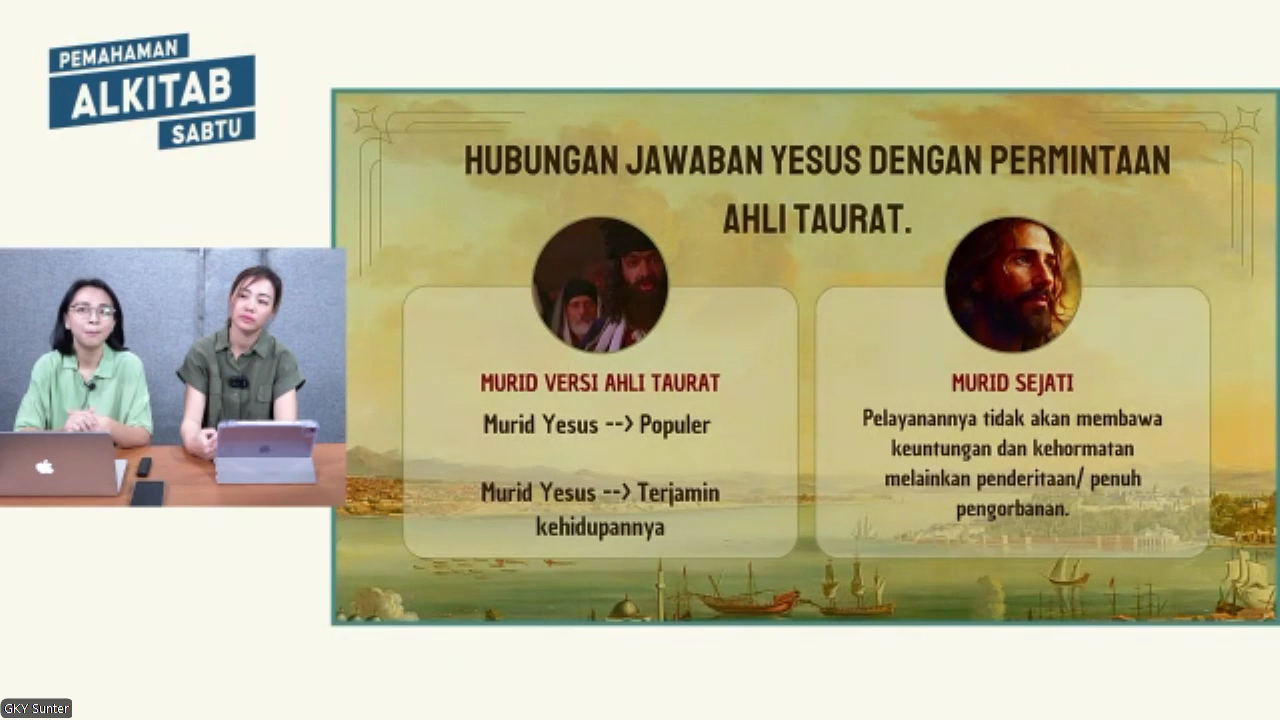 PEMAHAMAN
ALKITAB
SABTU
HUBUNGAN JAWABAN YESUS DENGAN PERMINTAAN
AHLI TAURAT.
MURID VERSI AHLI TAURAT
Murid Yesus --> Populer
Murid Yesus --> Terjamin
kehidupannya
MURID SEJATI
Pelayanannya tidak akan membawa
keuntungan dan kehormatan
melainkan penderitaan/ penuh
pengorbanan.
GKY Sunter